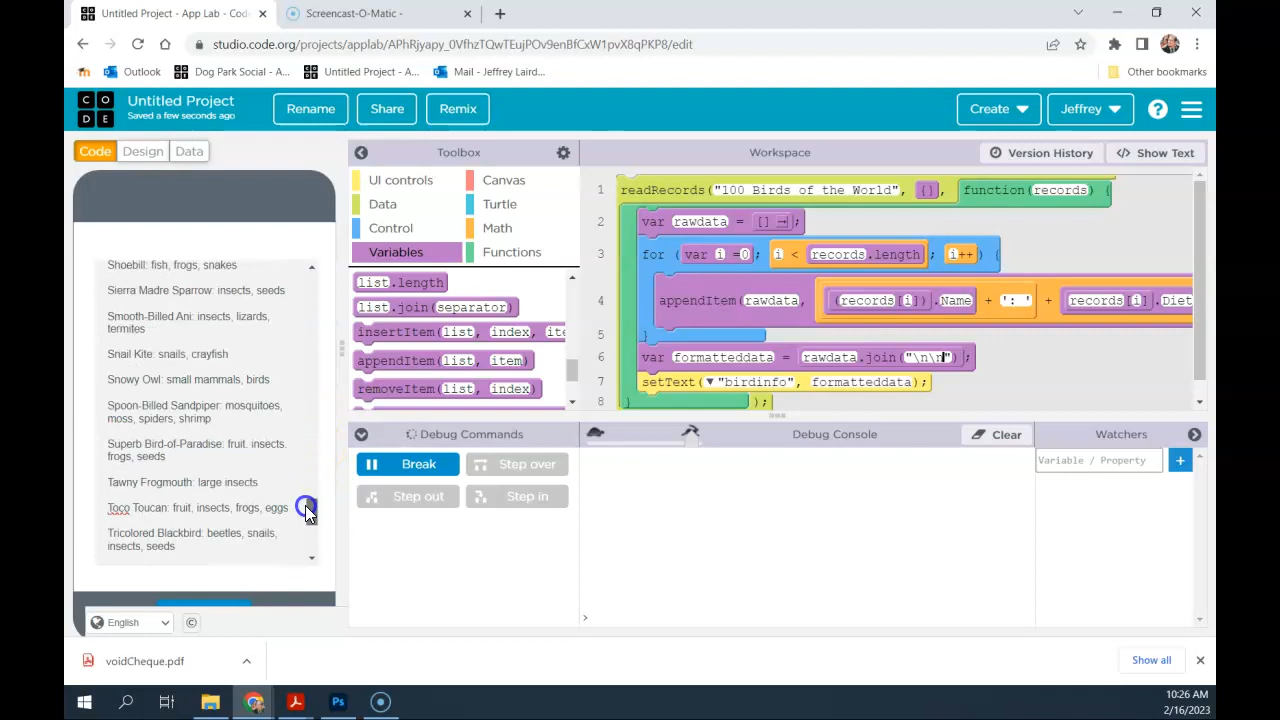 Untitled Project - App Lab - Code
Screencast-O-Matic -
studio.code.org/projects/applab/APhRjyapy_0VfhzTQwTEujPOv9enBfCxW1pvX8qPKP8/edit
Outlook
Dog Park Social - A...
Untitled Project - A...
Mail - Jeffrey Laird...
Other bookmarks
C O
D E
Untitled Project
Saved a few seconds ago
Rename
Share
Remix
Create
Jeffrey
?
Code
Design
Data
Toolbox
Workspace
Version History
</> Show Text
UI controls
Canvas
Data
Turtle
Control
Math
Variables
Functions
list.length
list.join(separator)
insertItem(list, index, ite
appendItem(list, item)
removeItem(list, index)
1 readRecords("100 Birds of the World", {}, function(records) {
2 var rawdata = [];
3 for (var i =0; i < records.length; i++) {
4 appendItem(rawdata, (records[i]).Name + ': ' + records[i].Diet
5 }
6 var formatteddata = rawdata.join("\n\n");
7 setText("birdinfo", formatteddata);
8 });
Shoebill: fish, frogs, snakes
Sierra Madre Sparrow: insects, seeds
Smooth-Billed Ani: insects, lizards,
termites
Snail Kite: snails, crayfish
Snowy Owl: small mammals, birds
Spoon-Billed Sandpiper: mosquitoes,
moss, spiders, shrimp
Superb Bird-of-Paradise: fruit. insects.
frogs, seeds
Tawny Frogmouth: large insects
Toco Toucan: fruit, insects, frogs, eggs
Tricolored Blackbird: beetles, snails,
insects, seeds
English
©
Debug Commands
Break
Step over
Step out
Step in
Debug Console
Clear
Watchers
Variable / Property
+
>
voidCheque.pdf
Show all
Ps
10:26 AM
2/16/2023